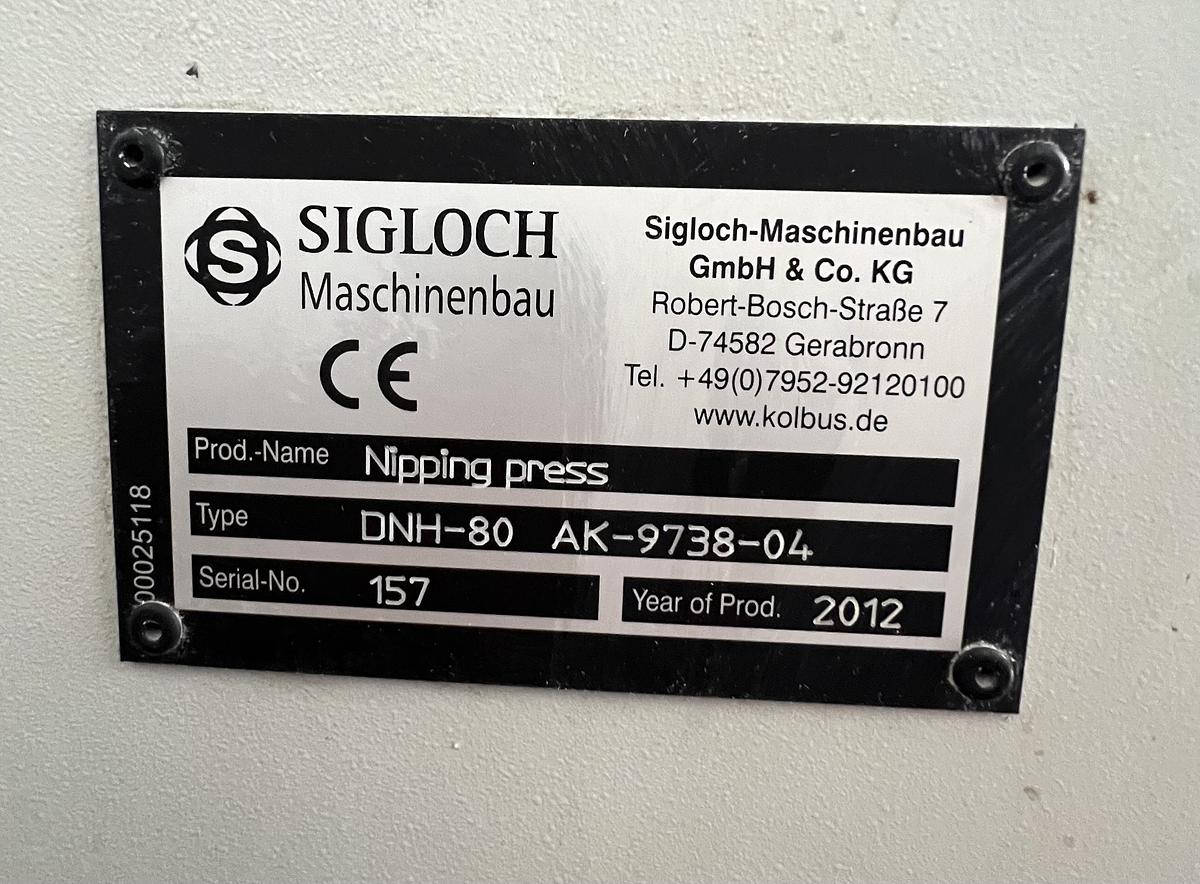 S SIGLOCH
Maschinenbau
CE
Sigloch-Maschinenbau
GmbH & Co. KG
Robert-Bosch-Straße 7
D-74582 Gerabronn
Tel. +49(0)7952-92120100
www.kolbus.de
Prod.-Name Nipping press
Type DNH-80 AK-9738-04
Serial-No. 157
Year of Prod. 2012